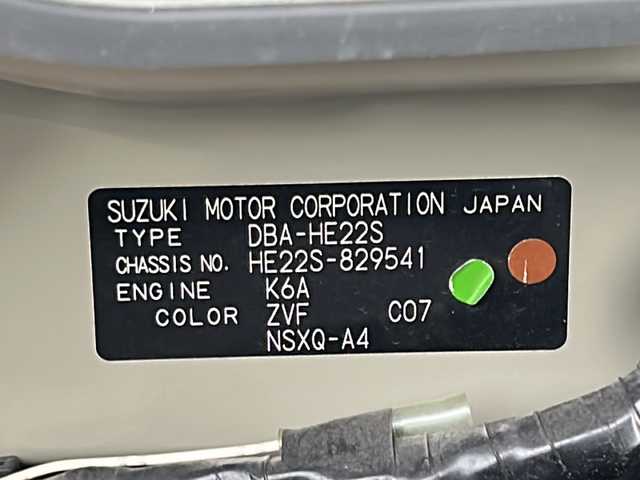 SUZUKI MOTOR CORPORATION JAPAN
TYPE DBA-HE22S
CHASSIS NO. HE22S-829541
ENGINE K6A
COLOR ZVF C07
NSXQ-A4